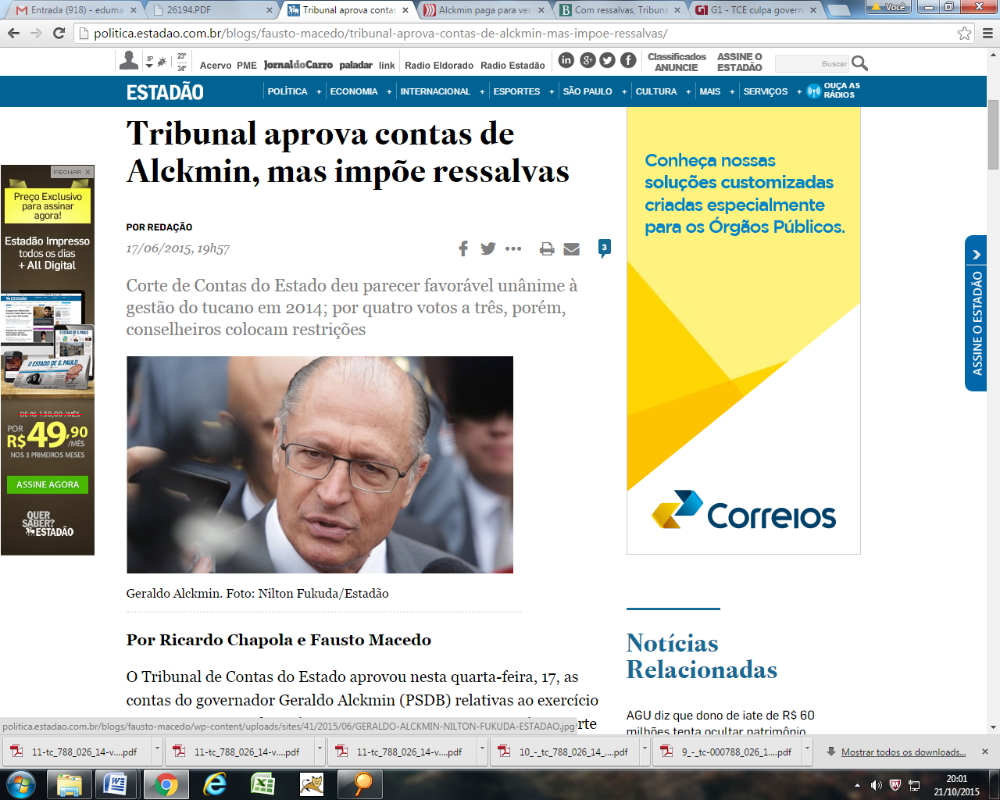 Entrada (918) - eduma
26194.PDF
Tribunal aprova contas
Alckmin paga para ver
Com ressalvas, Tribuna
G1 - TCE culpa govern
Você
politica.estadao.com.br/blogs/fausto-macedo/tribunal-aprova-contas-de-alckmin-mas-impoe-ressalvas/
SP
23°
34°
Acervo PME Jornal do Carro paladar link Radio Eldorado Radio Estadão
Classificados
ANUNCIE
ASSINE O
ESTADÃO
Buscar
ESTADÃO
POLÍTICA + ECONOMIA + INTERNACIONAL + ESPORTES + SÃO PAULO + CULTURA + MAIS + SERVIÇOS +
OUÇA AS
RÁDIOS
Tribunal aprova contas de
Alckmin, mas impõe ressalvas
POR REDAÇÃO
17/06/2015, 19h57
3
Corte de Contas do Estado deu parecer favorável unânime à
gestão do tucano em 2014; por quatro votos a três, porém,
conselheiros colocam restrições
Geraldo Alckmin. Foto: Nilton Fukuda/Estadão
Por Ricardo Chapola e Fausto Macedo
O Tribunal de Contas do Estado aprovou nesta quarta-feira, 17, as
contas do governador Geraldo Alckmin (PSDB) relativas ao exercício
FECHAR X
Preço Exclusivo
para assinar
agora!
Estadão Impresso
todos os dias
+ All Digital
O ESTADO DE S. PAULO
DE R$ 130,00 /MÊS
POR
R$ 49,90
/MÊS
NOS 3 PRIMEIROS MESES
ASSINE AGORA
QUER
SABER?
ESTADÃO
Conheça nossas
soluções customizadas
criadas especialmente
para os Órgãos Públicos.
Correios
ASSINE O ESTADÃO
Notícias
Relacionadas
AGU diz que dono de iate de R$ 60
milhões tenta ocultar patrimônio
politica.estadao.com.br/blogs/fausto-macedo/wp-content/uploads/sites/41/2015/06/GERALDO-ALCKMIN-NILTON-FUKUDA-ESTADAO.jpg
11-tc_788_026_14-v....pdf
11-tc_788_026_14-v....pdf
11-tc_788_026_14-v....pdf
10_-_tc_788_026_14_....pdf
9_-_tc-000788_026_1....pdf
Mostrar todos os downloads...
20:01
21/10/2015